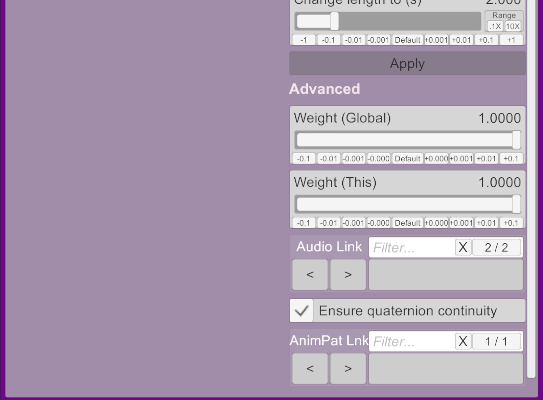 Change length to (s) 2.000
Range
.1X 10X
-1 -0.1 -0.01 -0.001 Default +0.001 +0.01 +0.1 +1
Apply
Advanced
Weight (Global) 1.0000
-0.1 -0.01 -0.001 -0.000 Default +0.000 +0.001 +0.01 +0.1
Weight (This) 1.0000
-0.1 -0.01 -0.001 -0.000 Default +0.000 +0.001 +0.01 +0.1
Audio Link Filter... X 2 / 2
< >
Ensure quaternion continuity
AnimPat Lnk Filter... X 1 / 1
< >